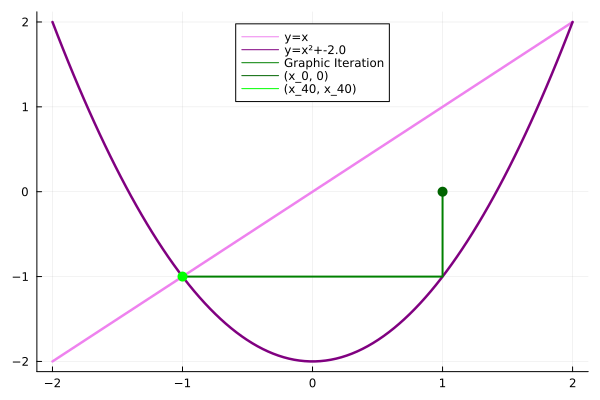 y=x
y=x²+-2.0
Graphic Iteration
(x_0, 0)
(x_40, x_40)
2
1
0
−1
−2
−2
−1
0
1
2